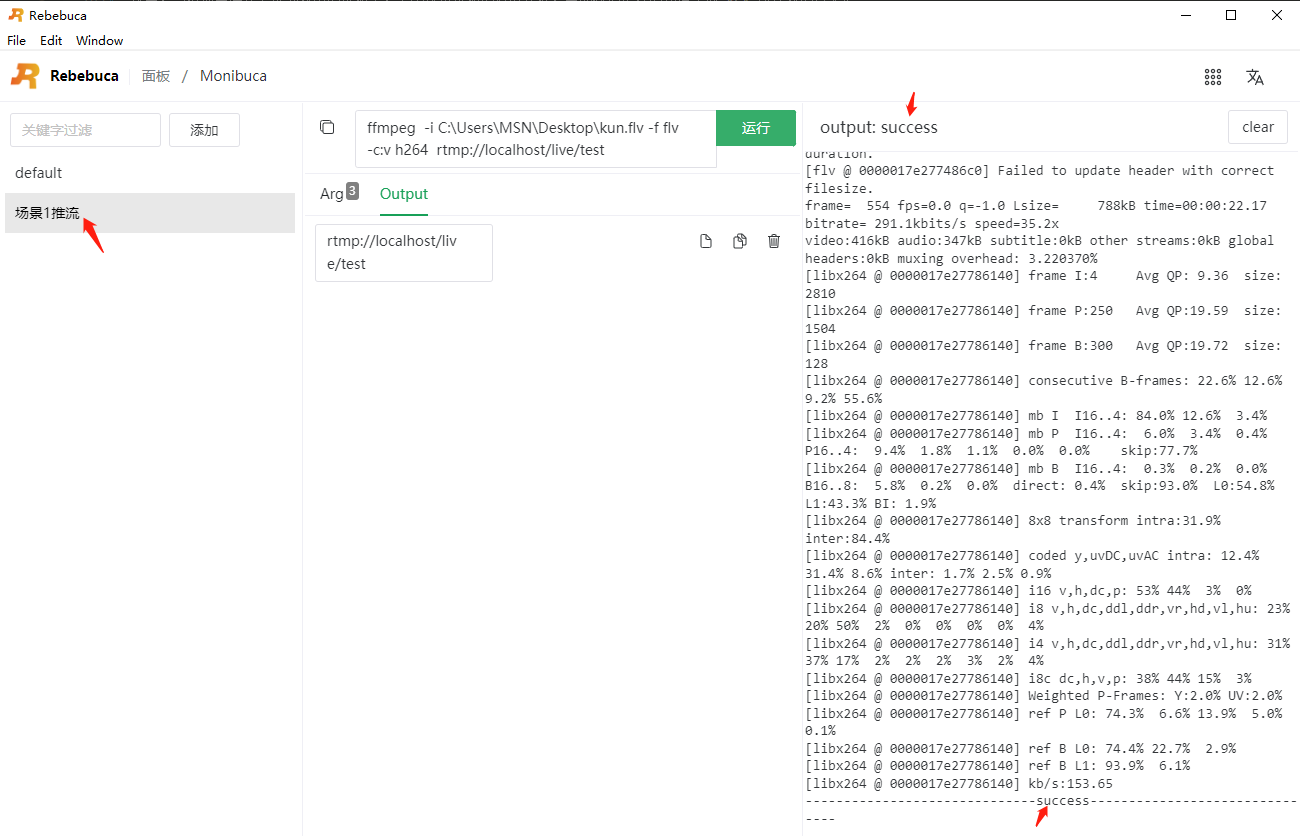 Rebebuca
File Edit Window
Rebebuca 面板 / Monibuca
关键字过滤 添加
default
场景1推流
ffmpeg -i C:\Users\MSN\Desktop\kun.flv -f flv
-c:v h264 rtmp://localhost/live/test
运行
Arg 3 Output
rtmp://localhost/liv
e/test
output: success
clear
duration.
[flv @ 0000017e277486c0] Failed to update header with correct
filesize.
frame= 554 fps=0.0 q=-1.0 Lsize= 788kB time=00:00:22.17
bitrate= 291.1kbits/s speed=35.2x
video:416kB audio:347kB subtitle:0kB other streams:0kB global
headers:0kB muxing overhead: 3.220370%
[libx264 @ 0000017e27786140] frame I:4 Avg QP: 9.36 size:
2810
[libx264 @ 0000017e27786140] frame P:250 Avg QP:19.59 size:
1504
[libx264 @ 0000017e27786140] frame B:300 Avg QP:19.72 size:
128
[libx264 @ 0000017e27786140] consecutive B-frames: 22.6% 12.6%
9.2% 55.6%
[libx264 @ 0000017e27786140] mb I I16..4: 84.0% 12.6% 3.4%
[libx264 @ 0000017e27786140] mb P I16..4: 6.0% 3.4% 0.4%
P16..4: 9.4% 1.8% 1.1% 0.0% 0.0% skip:77.7%
[libx264 @ 0000017e27786140] mb B I16..4: 0.3% 0.2% 0.0%
B16..8: 5.8% 0.2% 0.0% direct: 0.4% skip:93.0% L0:54.8%
L1:43.3% BI: 1.9%
[libx264 @ 0000017e27786140] 8x8 transform intra:31.9%
inter:84.4%
[libx264 @ 0000017e27786140] coded y,uvDC,uvAC intra: 12.4%
31.4% 8.6% inter: 1.7% 2.5% 0.9%
[libx264 @ 0000017e27786140] i16 v,h,dc,p: 53% 44% 3% 0%
[libx264 @ 0000017e27786140] i8 v,h,dc,ddl,ddr,vr,hd,vl,hu: 23%
20% 50% 2% 0% 0% 0% 0% 4%
[libx264 @ 0000017e27786140] i4 v,h,dc,ddl,ddr,vr,hd,vl,hu: 31%
37% 17% 2% 2% 2% 3% 2% 4%
[libx264 @ 0000017e27786140] i8c dc,h,v,p: 38% 44% 15% 3%
[libx264 @ 0000017e27786140] Weighted P-Frames: Y:2.0% UV:2.0%
[libx264 @ 0000017e27786140] ref P L0: 74.3% 6.6% 13.9% 5.0%
0.1%
[libx264 @ 0000017e27786140] ref B L0: 74.4% 22.7% 2.9%
[libx264 @ 0000017e27786140] ref B L1: 93.9% 6.1%
[libx264 @ 0000017e27786140] kb/s:153.65
------------------------------success---------------------------
----